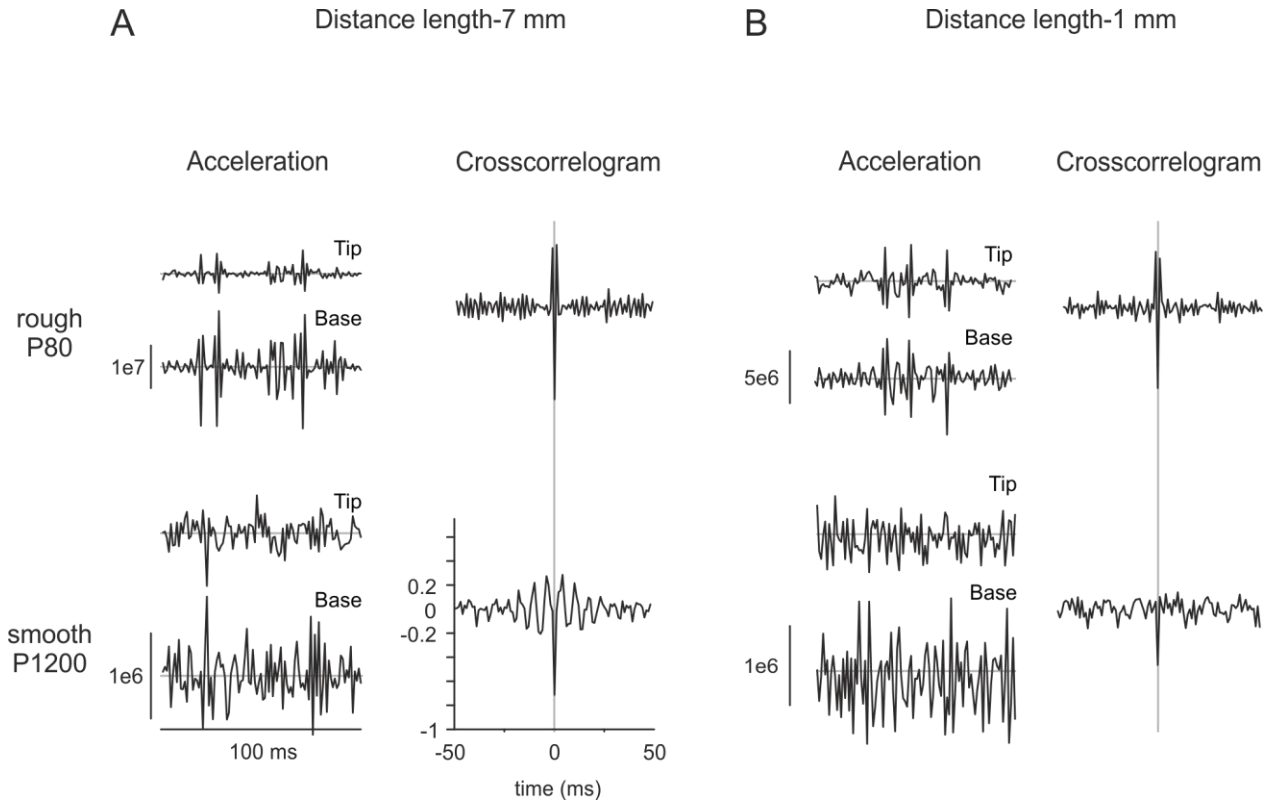 A
Distance length-7 mm
B
Distance length-1 mm
Acceleration
Crosscorrelogram
Acceleration
Crosscorrelogram
rough
P80
Tip
Base
1e7
Tip
Base
5e6
smooth
P1200
Tip
Base
1e6
100 ms
0.2
0
-0.2
-1
-50
0
50
time (ms)
Tip
Base
1e6